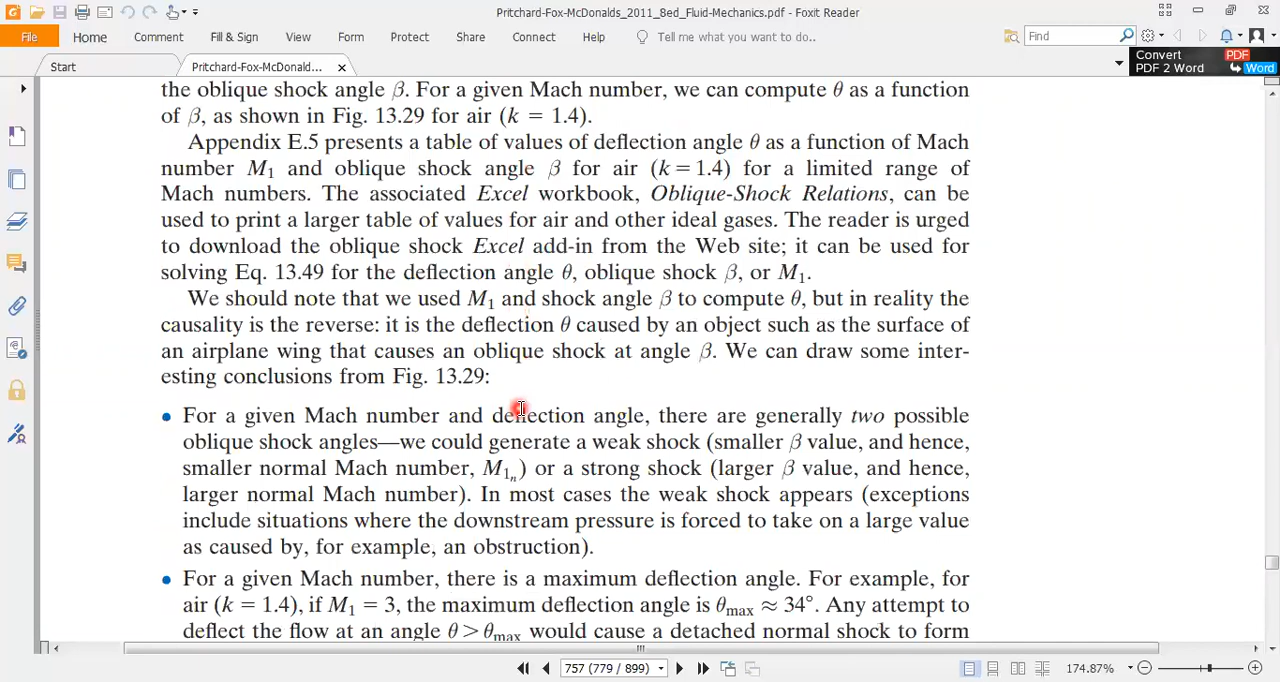 Pritchard-Fox-McDonalds_2011_8ed_Fluid-Mechanics.pdf - Foxit Reader
File Home Comment Fill & Sign View Form Protect Share Connect Help Tell me what you want to do.. Find
Start Pritchard-Fox-McDonald... x
Convert PDF
PDF 2 Word Word
the oblique shock angle β. For a given Mach number, we can compute θ as a function
of β, as shown in Fig. 13.29 for air (k = 1.4).
Appendix E.5 presents a table of values of deflection angle θ as a function of Mach
number M₁ and oblique shock angle β for air (k = 1.4) for a limited range of
Mach numbers. The associated Excel workbook, Oblique-Shock Relations, can be
used to print a larger table of values for air and other ideal gases. The reader is urged
to download the oblique shock Excel add-in from the Web site; it can be used for
solving Eq. 13.49 for the deflection angle θ, oblique shock β, or M₁.
We should note that we used M₁ and shock angle β to compute θ, but in reality the
causality is the reverse: it is the deflection θ caused by an object such as the surface of
an airplane wing that causes an oblique shock at angle β. We can draw some inter-
esting conclusions from Fig. 13.29:
• For a given Mach number and deflection angle, there are generally two possible
oblique shock angles—we could generate a weak shock (smaller β value, and hence,
smaller normal Mach number, M₁ₙ) or a strong shock (larger β value, and hence,
larger normal Mach number). In most cases the weak shock appears (exceptions
include situations where the downstream pressure is forced to take on a large value
as caused by, for example, an obstruction).
• For a given Mach number, there is a maximum deflection angle. For example, for
air (k = 1.4), if M₁ = 3, the maximum deflection angle is θmax ≈ 34°. Any attempt to
deflect the flow at an angle θ > θmax would cause a detached normal shock to form
757 (779 / 899) 174.87%